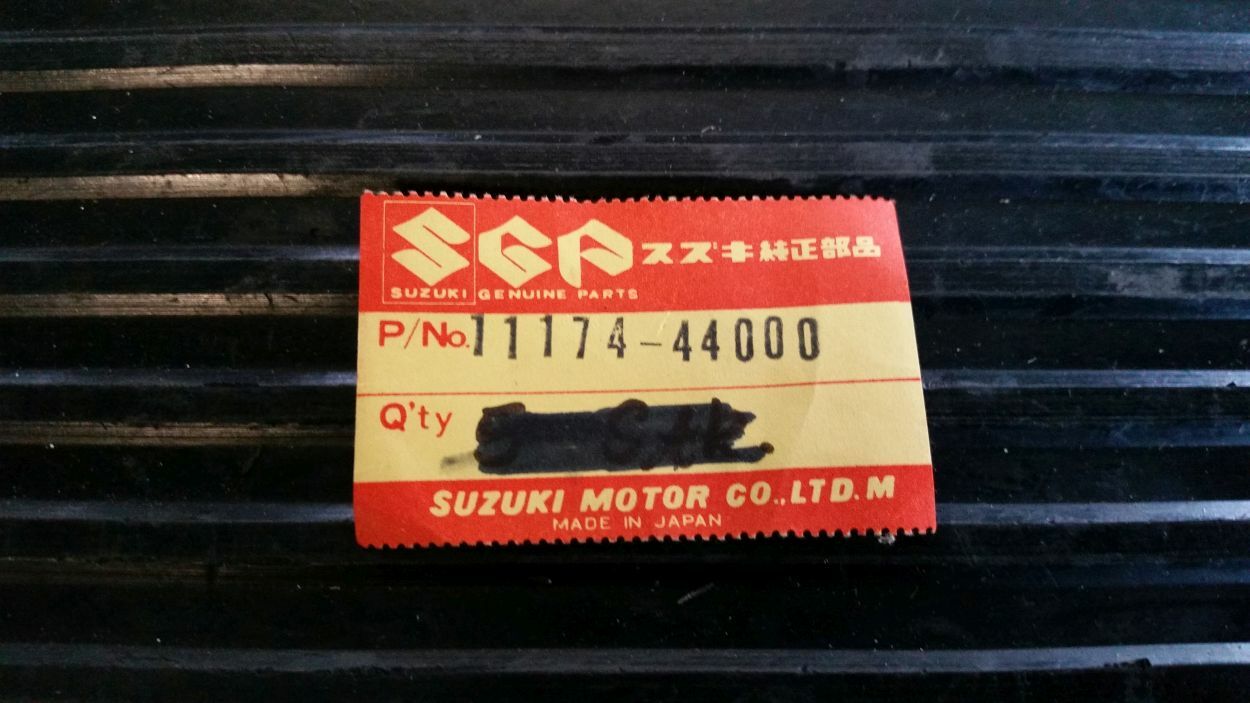 SGP スズキ純正部品
SUZUKI GENUINE PARTS
P/No. 11174-44000
Q'ty
SUZUKI MOTOR CO.,LTD. M
MADE IN JAPAN